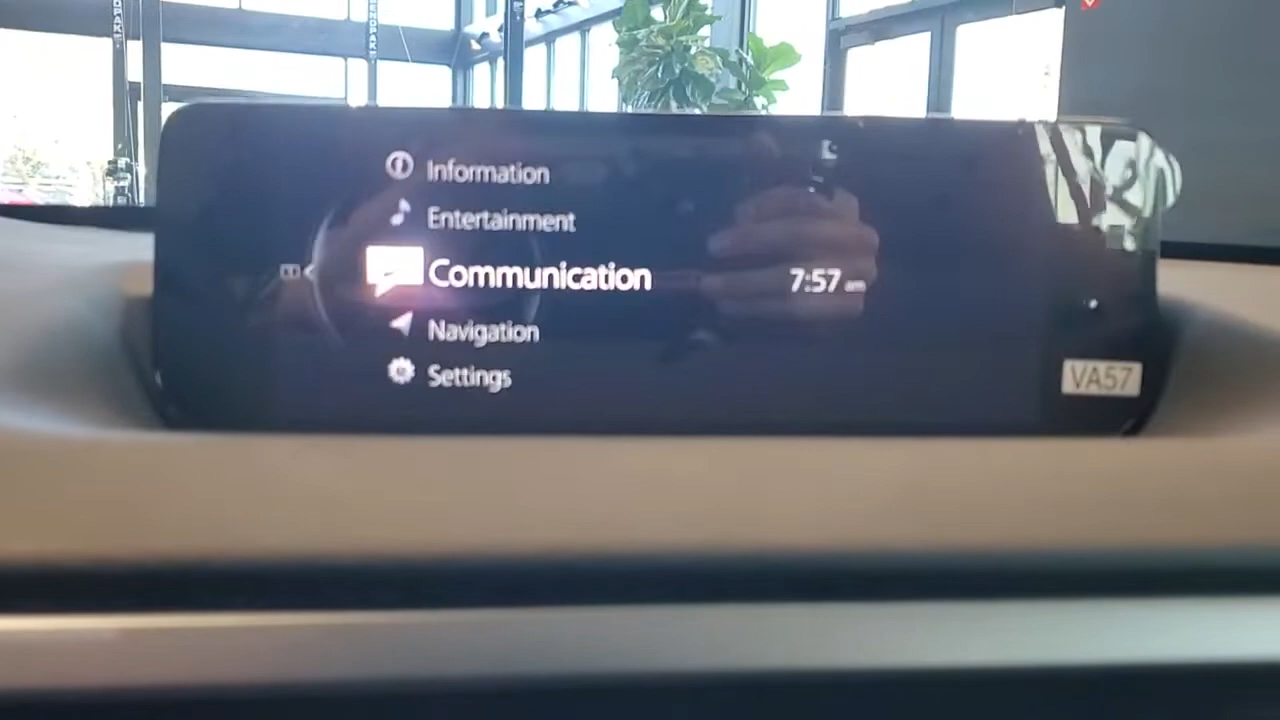 Information
Entertainment
Communication
7:57 am
Navigation
Settings
VA57